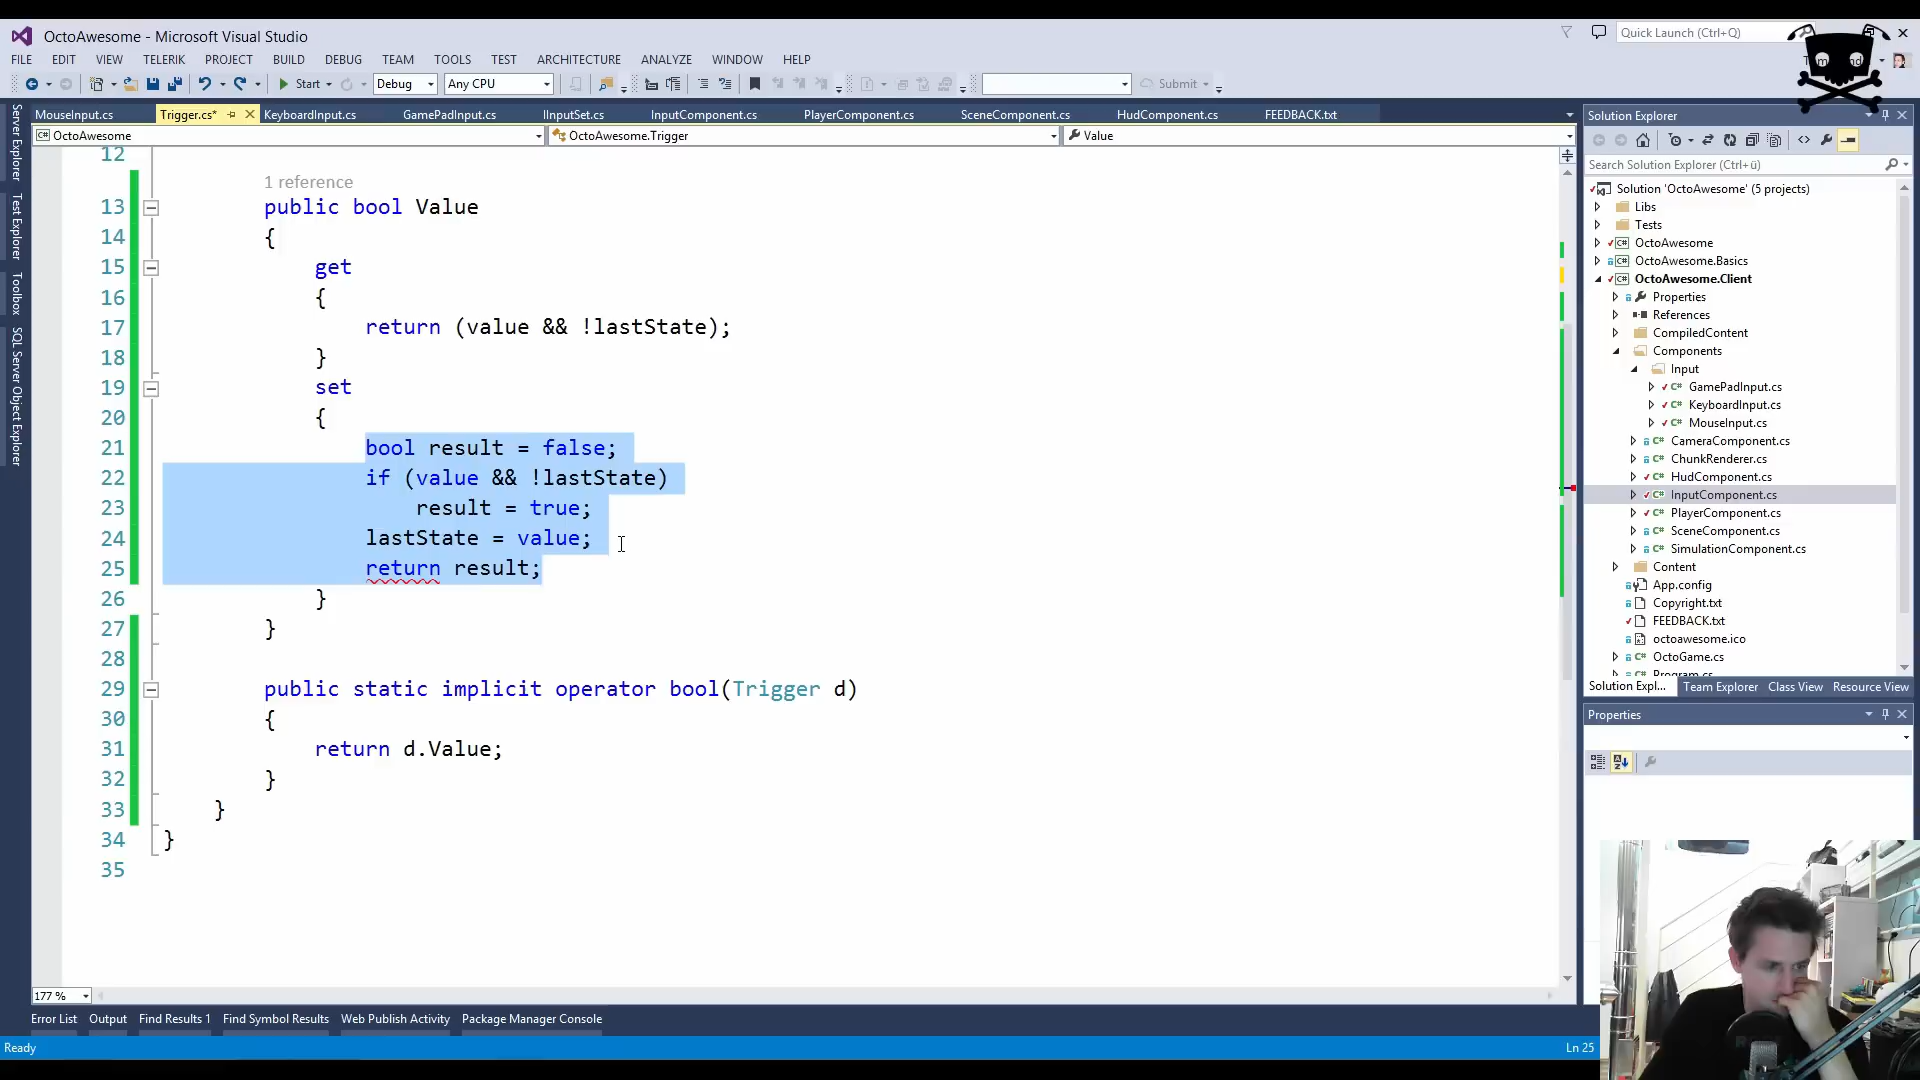 OctoAwesome - Microsoft Visual Studio
Quick Launch (Ctrl+Q)
FILE EDIT VIEW TELERIK PROJECT BUILD DEBUG TEAM TOOLS TEST ARCHITECTURE ANALYZE WINDOW HELP
Start Debug Any CPU Submit
MouseInput.cs Trigger.cs* KeyboardInput.cs GamePadInput.cs IInputSet.cs InputComponent.cs PlayerComponent.cs SceneComponent.cs HudComponent.cs FEEDBACK.txt
OctoAwesome OctoAwesome.Trigger Value
Server Explorer
Test Explorer
Toolbox
SQL Server Object Explorer
12
1 reference
13 public bool Value
14 {
15 get
16 {
17 return (value && !lastState);
18 }
19 set
20 {
21 bool result = false;
22 if (value && !lastState)
23 result = true;
24 lastState = value;
25 return result;
26 }
27 }
28
29 public static implicit operator bool(Trigger d)
30 {
31 return d.Value;
32 }
33 }
34 }
35
177 %
Error List Output Find Results 1 Find Symbol Results Web Publish Activity Package Manager Console
Ready
Ln 25
Solution Explorer
Search Solution Explorer (Ctrl+ü)
Solution 'OctoAwesome' (5 projects)
Libs
Tests
OctoAwesome
OctoAwesome.Basics
OctoAwesome.Client
Properties
References
CompiledContent
Components
Input
GamePadInput.cs
KeyboardInput.cs
MouseInput.cs
CameraComponent.cs
ChunkRenderer.cs
HudComponent.cs
InputComponent.cs
PlayerComponent.cs
SceneComponent.cs
SimulationComponent.cs
Content
App.config
Copyright.txt
FEEDBACK.txt
octoawesome.ico
OctoGame.cs
Program.cs
Solution Expl... Team Explorer Class View Resource View
Properties